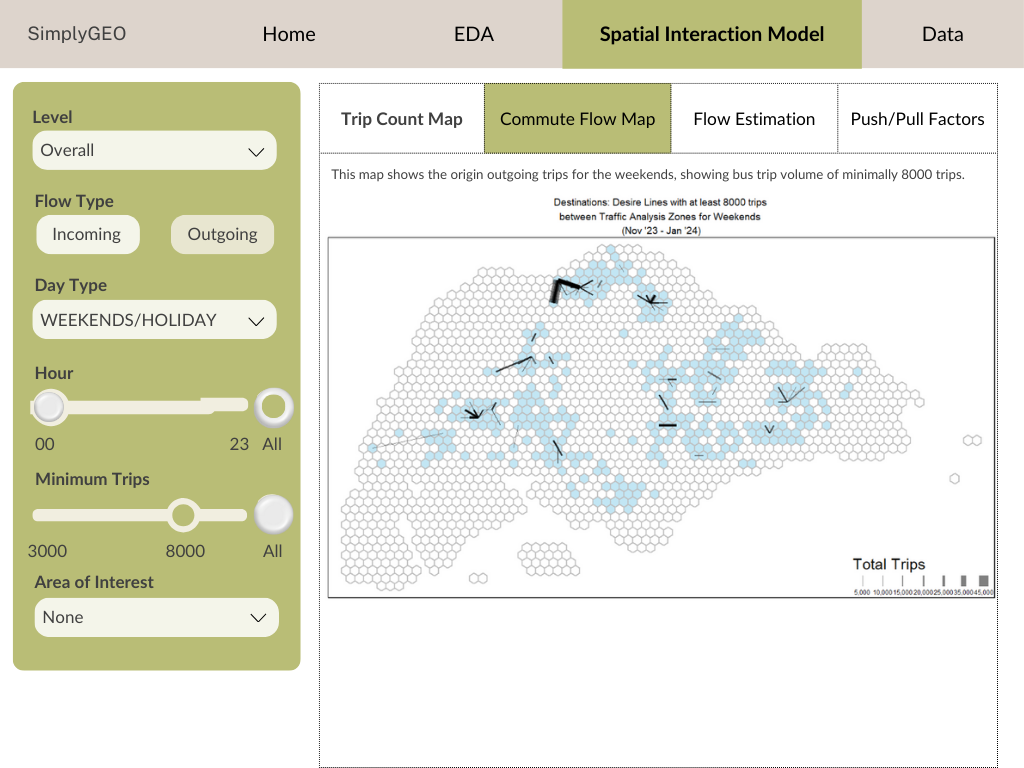 SimplyGEO
Home
EDA
Spatial Interaction Model
Data
Level
Overall
Flow Type
Incoming
Outgoing
Day Type
WEEKENDS/HOLIDAY
Hour
00
23
All
Minimum Trips
3000
8000
All
Area of Interest
None
Trip Count Map
Commute Flow Map
Flow Estimation
Push/Pull Factors
This map shows the origin outgoing trips for the weekends, showing bus trip volume of minimally 8000 trips.
Destinations: Desire Lines with at least 8000 trips
between Traffic Analysis Zones for Weekends
(Nov '23 - Jan '24)
Total Trips
5,000 10,000 15,000 20,000 25,000 35,000 45,000